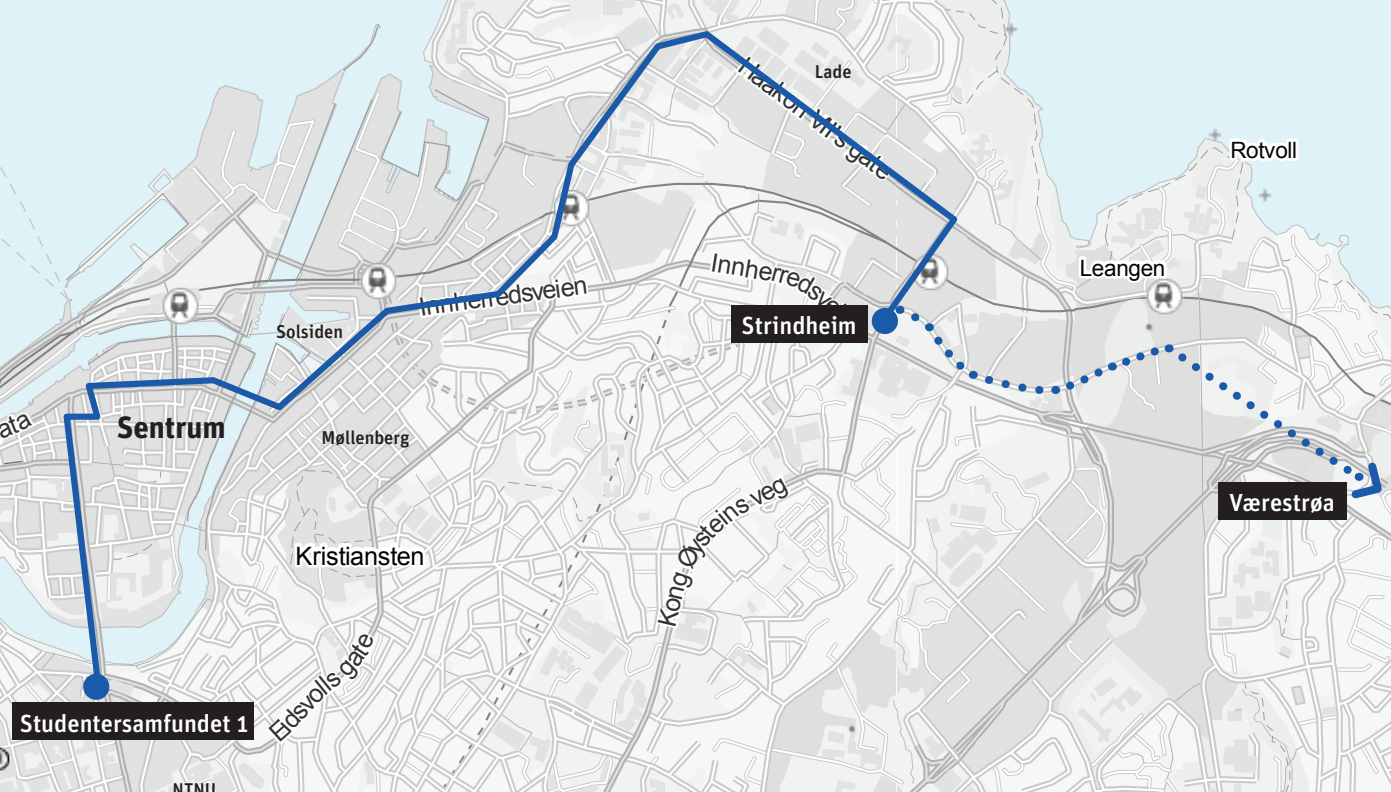 Lade
Haakon VII's gate
Rotvoll
Leangen
Innherredsveien
Solsiden
Strindheim
Sentrum
ata
Møllenberg
Kong Øysteins veg
Værestrøa
Kristiansten
Eidsvolls gate
Studentersamfundet 1
NTNU